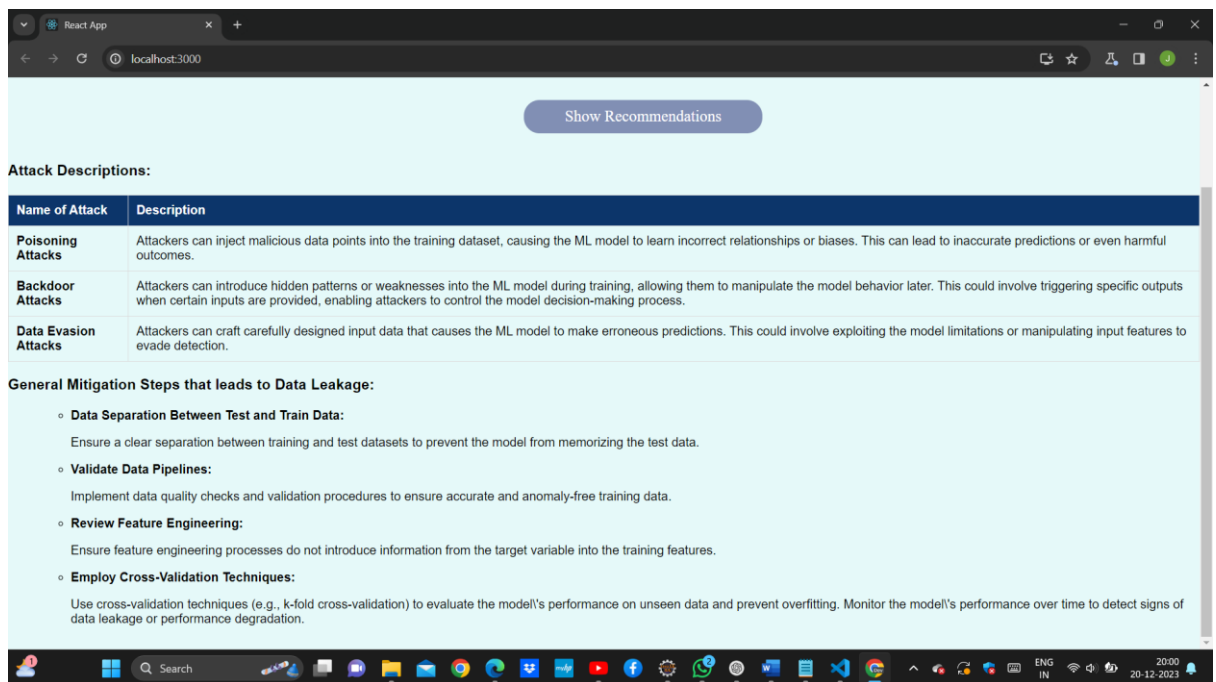 React App
localhost:3000
J
Show Recommendations
Attack Descriptions:
Name of Attack Description
Poisoning Attacks
Attackers can inject malicious data points into the training dataset, causing the ML model to learn incorrect relationships or biases. This can lead to inaccurate predictions or even harmful
outcomes.
Backdoor Attacks
Attackers can introduce hidden patterns or weaknesses into the ML model during training, allowing them to manipulate the model behavior later. This could involve triggering specific outputs
when certain inputs are provided, enabling attackers to control the model decision-making process.
Data Evasion Attacks
Attackers can craft carefully designed input data that causes the ML model to make erroneous predictions. This could involve exploiting the model limitations or manipulating input features to
evade detection.
General Mitigation Steps that leads to Data Leakage:
Data Separation Between Test and Train Data:
Ensure a clear separation between training and test datasets to prevent the model from memorizing the test data.
Validate Data Pipelines:
Implement data quality checks and validation procedures to ensure accurate and anomaly-free training data.
Review Feature Engineering:
Ensure feature engineering processes do not introduce information from the target variable into the training features.
Employ Cross-Validation Techniques:
Use cross-validation techniques (e.g., k-fold cross-validation) to evaluate the model\'s performance on unseen data and prevent overfitting. Monitor the model\'s performance over time to detect signs of
data leakage or performance degradation.
1
Search
2
ENG
IN
20:00
20-12-2023